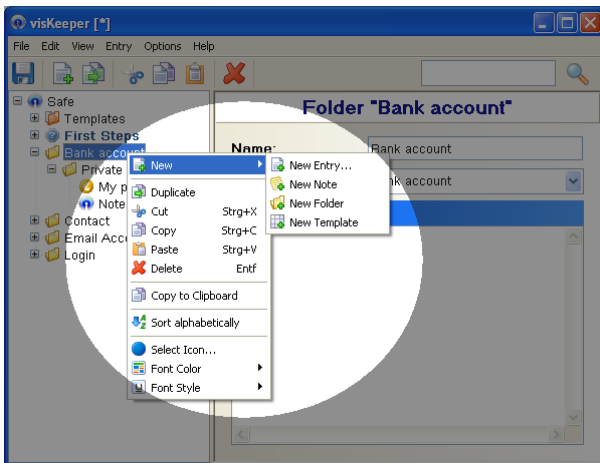 visKeeper [*]
File Edit View Entry Options Help
Safe
Templates
First Steps
Bank account
Private
My p
Note
Contact
Email Acc
Login
Folder "Bank account"
Name:
Bank account
nk account
New
Duplicate
Cut Strg+X
Copy Strg+C
Paste Strg+V
Delete Entf
Copy to Clipboard
Sort alphabetically
Select Icon...
Font Color
Font Style
New Entry...
New Note
New Folder
New Template